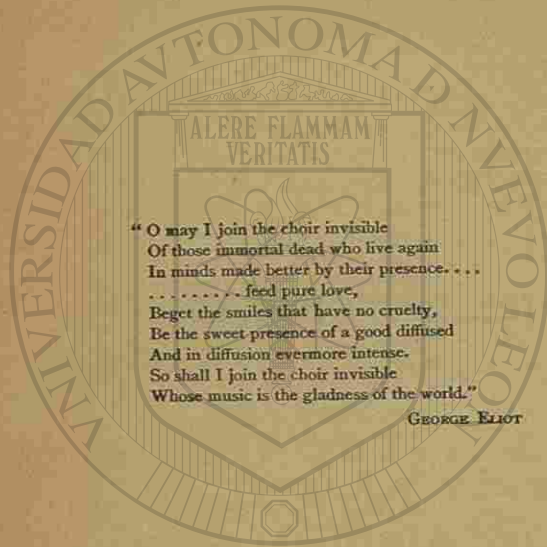 UNIVERSIDAD AVTONOMA D NVEVO LEON
ALERE FLAMMAM
VERITATIS
“ O may I join the choir invisible
Of those immortal dead who live again
In minds made better by their presence. . . .
. . . . . . . . . feed pure love,
Beget the smiles that have no cruelty,
Be the sweet presence of a good diffused
And in diffusion evermore intense.
So shall I join the choir invisible
Whose music is the gladness of the world.”
GEORGE ELIOT